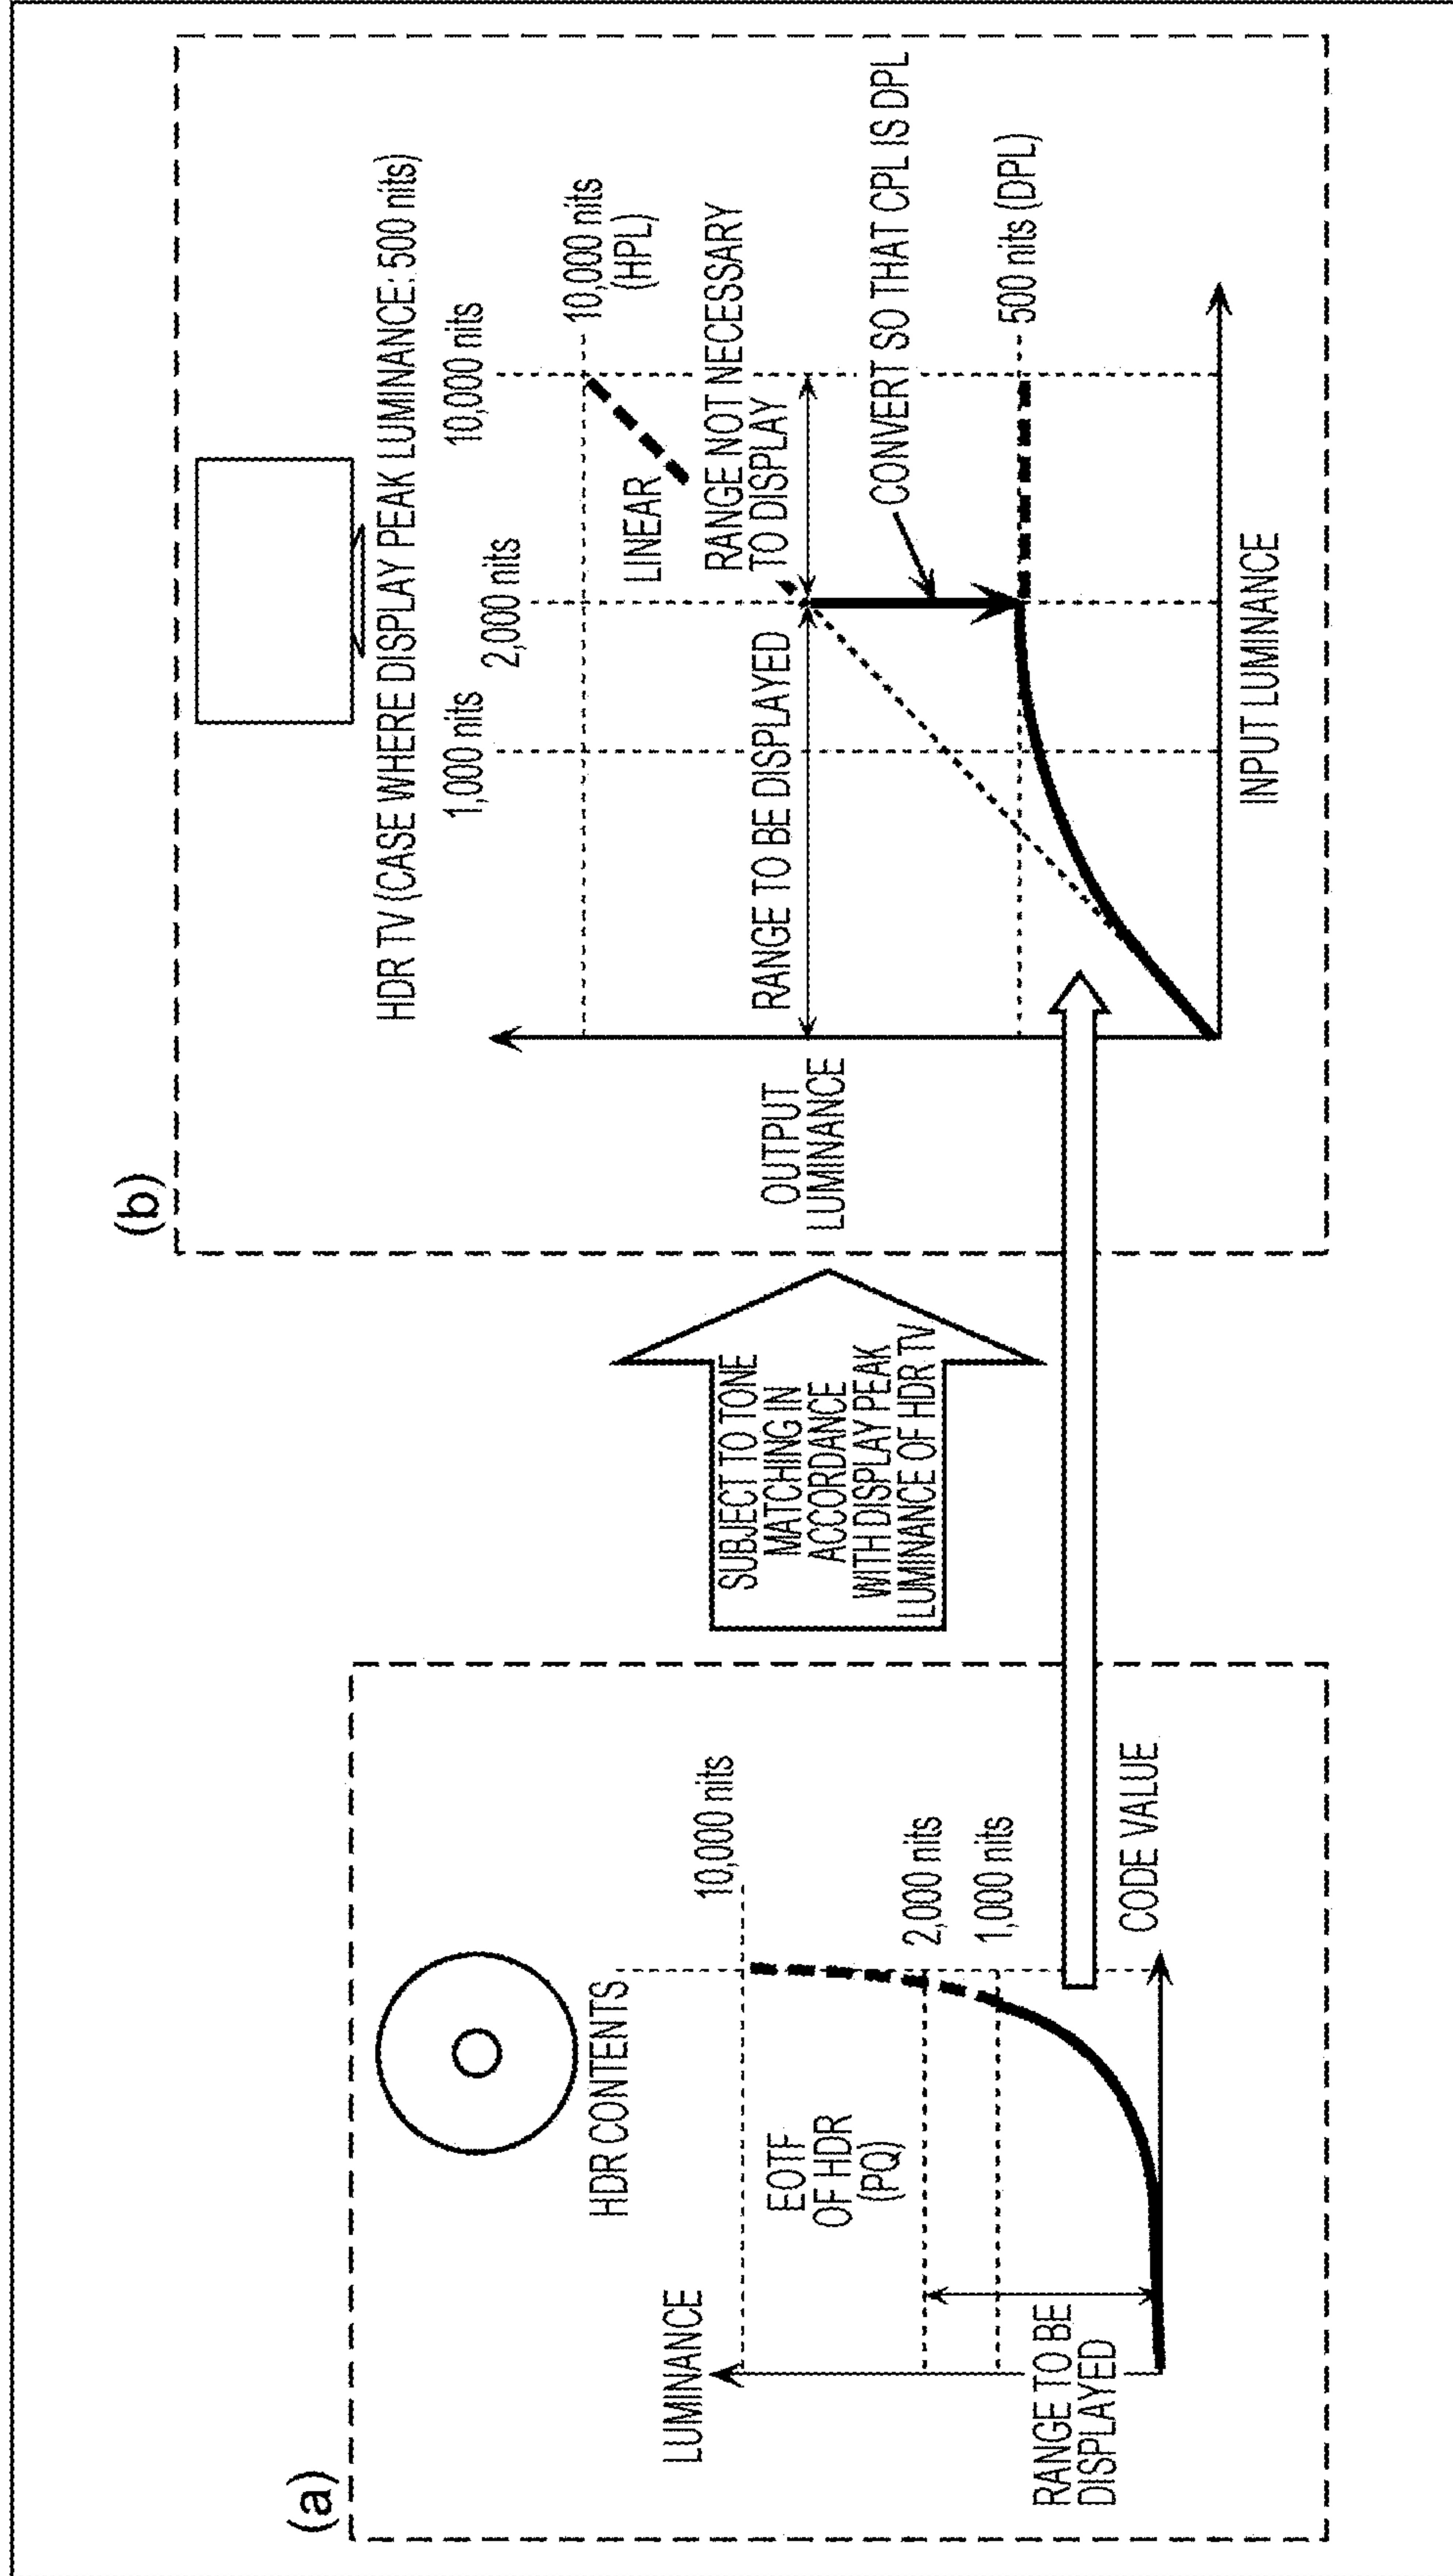 (a)
HDR CONTENTS
LUMINANCE
10,000 nits
EOTF
OF HDR
(PQ)
2,000 nits
1,000 nits
RANGE TO BE
DISPLAYED
CODE VALUE
SUBJECT TO TONE
MATCHING IN
ACCORDANCE
WITH DISPLAY PEAK
LUMINANCE OF HDR TV
(b)
HDR TV (CASE WHERE DISPLAY PEAK LUMINANCE: 500 nits)
1,000 nits
2,000 nits
10,000 nits
10,000 nits
(HPL)
LINEAR
RANGE NOT NECESSARY
TO DISPLAY
RANGE TO BE DISPLAYED
OUTPUT
LUMINANCE
CONVERT SO THAT CPL IS DPL
500 nits (DPL)
INPUT LUMINANCE